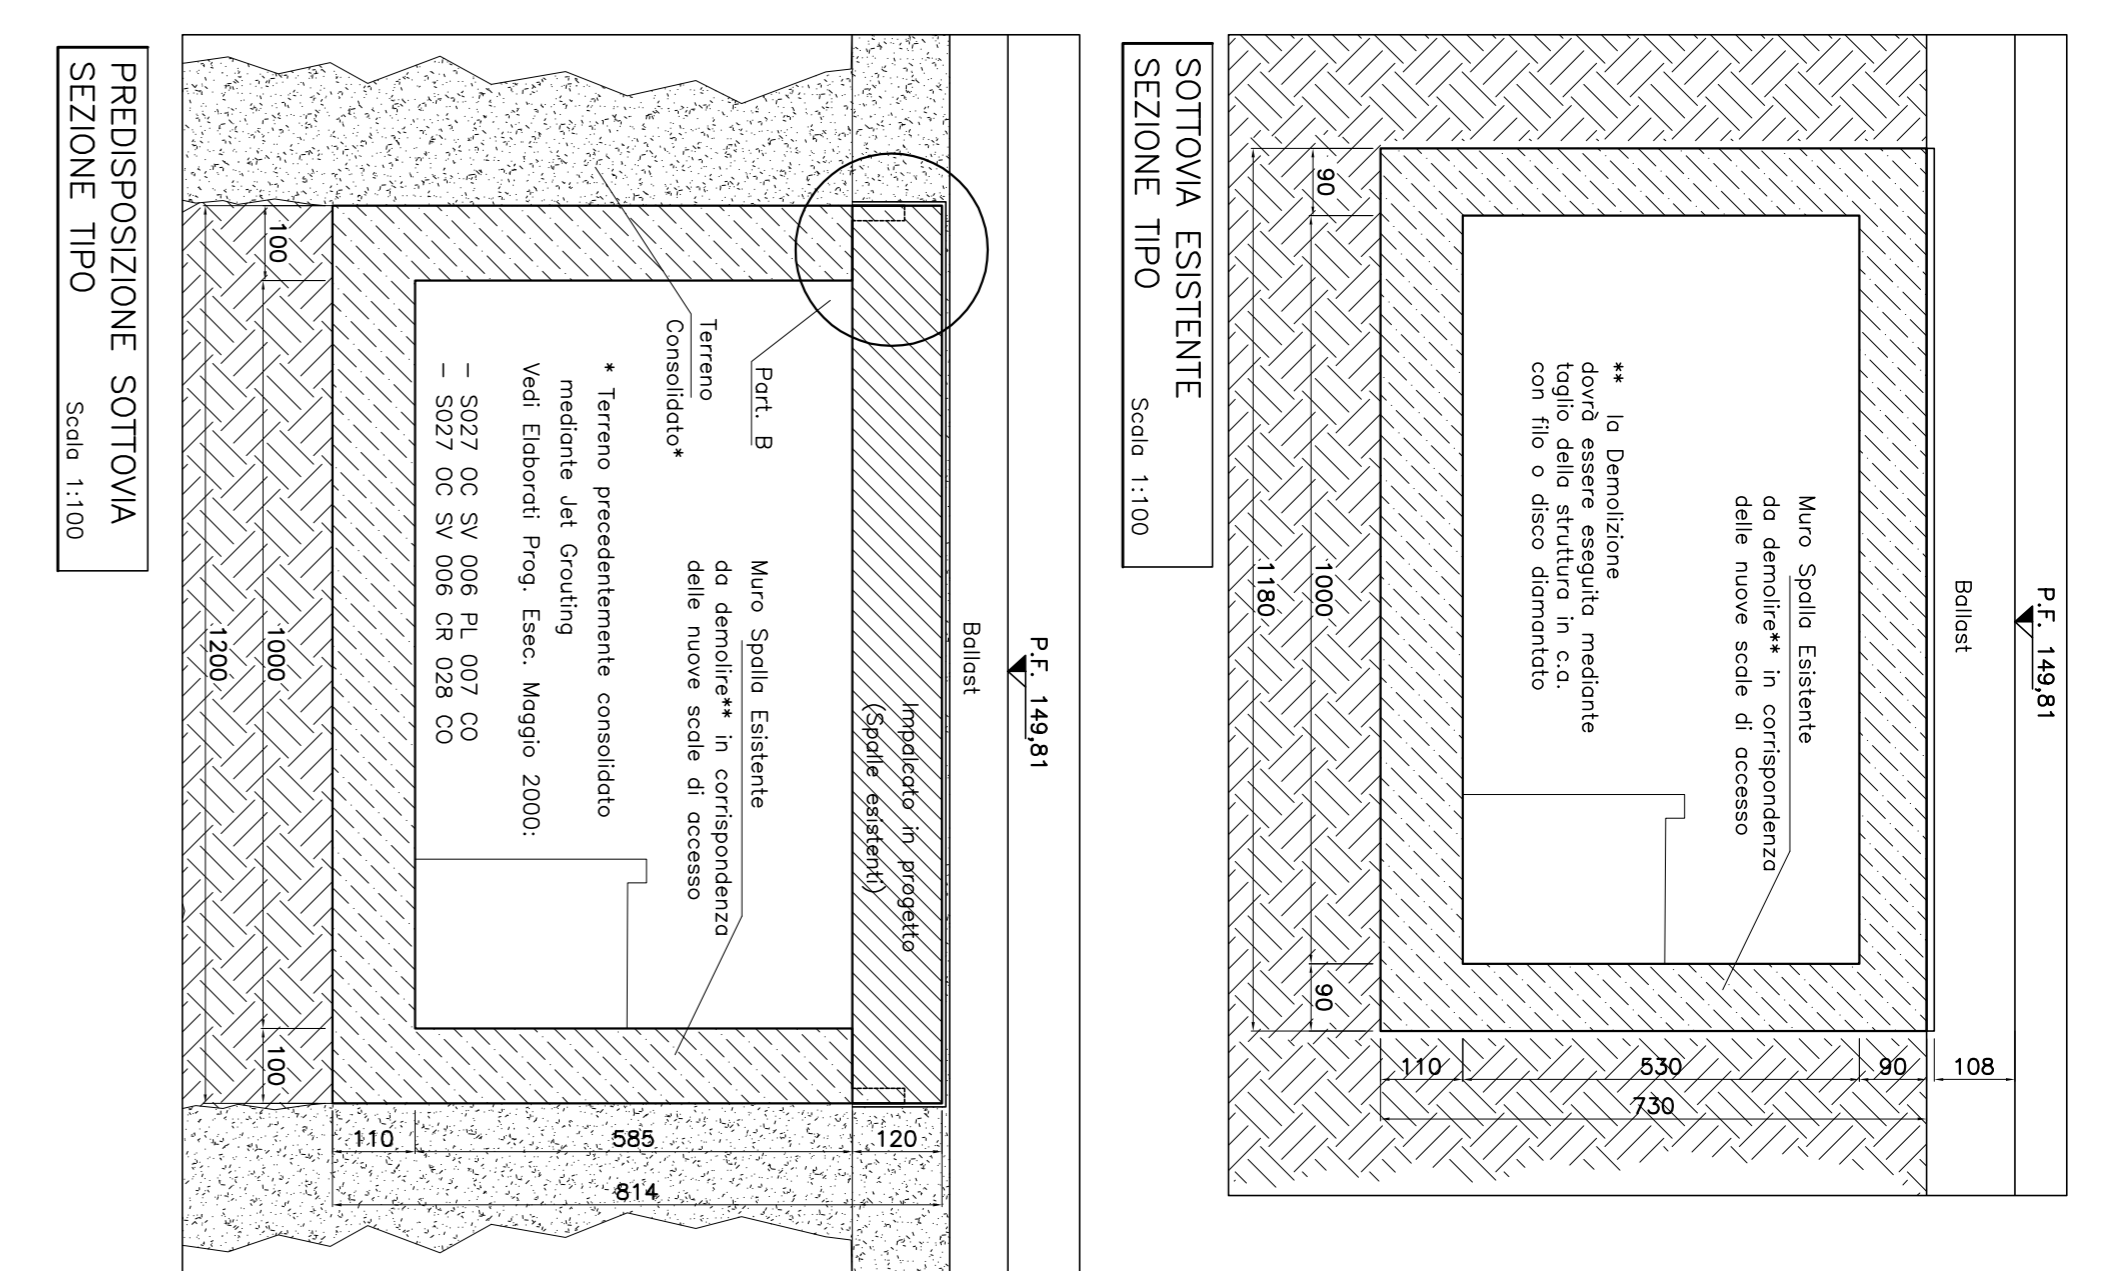 P.F. 149,81
Ballast
Muro Spalla Esistente
da demolire** in corrispondenza
delle nuove scale di accesso
** la Demolizione
dovrà essere eseguita mediante
taglio della struttura in c.a.
con filo o disco diamantato
90
1000
90
1180
108
90
530
110
730
SOTTOVIA ESISTENTE
SEZIONE TIPO Scala 1:100
P.F. 149,81
Ballast
Impalcato in progetto
(Spalle esistenti)
Part. B
Terreno
Consolidato*
Muro Spalla Esistente
da demolire** in corrispondenza
delle nuove scale di accesso
* Terreno precedentemente consolidato
mediante Jet Grouting
Vedi Elaborati Prog. Esec. Maggio 2000:
– S027 OC SV 006 PL 007 CO
– S027 OC SV 006 CR 028 CO
100
1000
100
1200
120
585
110
814
PREDISPOSIZIONE SOTTOVIA
SEZIONE TIPO Scala 1:100